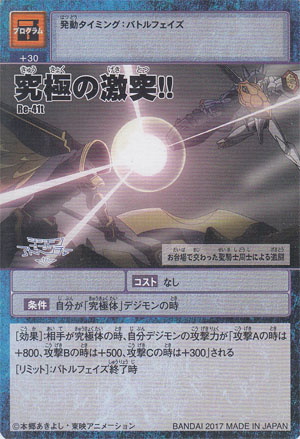 発動タイミング：バトルフェイズ
プログラム
+30
究極の激突!!
Re-41t
お台場で交わった聖騎士同士による激闘
コスト なし
条件 自分が「究極体」デジモンの時
［効果］：相手が究極体の時、自分デジモンの攻撃力が「攻撃Aの時は
+800、攻撃Bの時は+500、攻撃Cの時は+300」される
［リミット］：バトルフェイズ終了時
©本郷あきよし・東映アニメーション
BANDAI 2017 MADE IN JAPAN